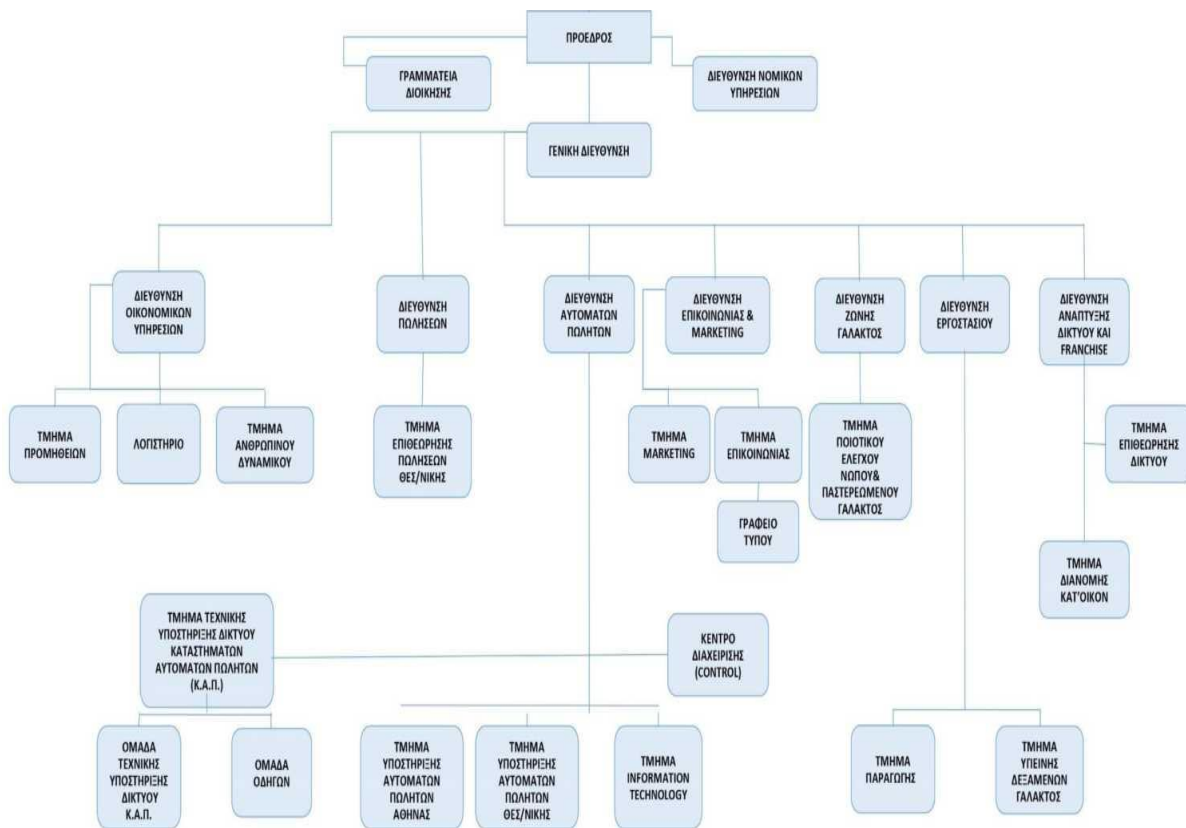 ΠΡΟΕΔΡΟΣ
ΓΡΑΜΜΑΤΕΙΑ
ΔΙΟΙΚΗΣΗΣ
ΔΙΕΥΘΥΝΣΗ ΝΟΜΙΚΩΝ
ΥΠΗΡΕΣΙΩΝ
ΓΕΝΙΚΗ ΔΙΕΥΘΥΝΣΗ
ΔΙΕΥΘΥΝΣΗ
ΟΙΚΟΝΟΜΙΚΩΝ
ΥΠΗΡΕΣΙΩΝ
ΔΙΕΥΘΥΝΣΗ
ΠΩΛΗΣΕΩΝ
ΔΙΕΥΘΥΝΣΗ
ΑΥΤΟΜΑΤΩΝ
ΠΩΛΗΤΩΝ
ΔΙΕΥΘΥΝΣΗ
ΕΠΙΚΟΙΝΩΝΙΑΣ &
MARKETING
ΔΙΕΥΘΥΝΣΗ
ΖΩΝΗΣ
ΓΑΛΑΚΤΟΣ
ΔΙΕΥΘΥΝΣΗ
ΕΡΓΟΣΤΑΣΙΟΥ
ΔΙΕΥΘΥΝΣΗ
ΑΝΑΠΤΥΞΗΣ
ΔΙΚΤΥΟΥ ΚΑΙ
FRANCHISE
ΤΜΗΜΑ
ΠΡΟΜΗΘΕΙΩΝ
ΛΟΓΙΣΤΗΡΙΟ
ΤΜΗΜΑ
ΑΝΘΡΩΠΙΝΟΥ
ΔΥΝΑΜΙΚΟΥ
ΤΜΗΜΑ
ΕΠΙΘΕΩΡΗΣΗΣ
ΠΩΛΗΣΕΩΝ
ΘΕΣ/ΝΙΚΗΣ
ΤΜΗΜΑ
MARKETING
ΤΜΗΜΑ
ΕΠΙΚΟΙΝΩΝΙΑΣ
ΤΜΗΜΑ
ΠΟΙΟΤΙΚΟΥ
ΕΛΕΓΧΟΥ
ΝΩΠΟΥ&
ΠΑΣΤΕΡΕΩΜΕΝΟΥ
ΓΑΛΑΚΤΟΣ
ΤΜΗΜΑ
ΕΠΙΘΕΩΡΗΣΗΣ
ΔΙΚΤΥΟΥ
ΓΡΑΦΕΙΟ
ΤΥΠΟΥ
ΤΜΗΜΑ
ΔΙΑΝΟΜΗΣ
ΚΑΤ'ΟΙΚΟΝ
ΤΜΗΜΑ ΤΕΧΝΙΚΗΣ
ΥΠΟΣΤΗΡΙΞΗΣ ΔΙΚΤΥΟΥ
ΚΑΤΑΣΤΗΜΑΤΩΝ
ΑΥΤΟΜΑΤΩΝ ΠΩΛΗΤΩΝ
(Κ.Α.Π.)
ΚΕΝΤΡΟ
ΔΙΑΧΕΙΡΙΣΗΣ
(CONTROL)
ΟΜΑΔΑ
ΤΕΧΝΙΚΗΣ
ΥΠΟΣΤΗΡΙΞΗΣ
ΔΙΚΤΥΟΥ
Κ.Α.Π.
ΟΜΑΔΑ
ΟΔΗΓΩΝ
ΤΜΗΜΑ
ΥΠΟΣΤΗΡΙΞΗΣ
ΑΥΤΟΜΑΤΩΝ
ΠΩΛΗΤΩΝ
ΑΘΗΝΑΣ
ΤΜΗΜΑ
ΥΠΟΣΤΗΡΙΞΗΣ
ΑΥΤΟΜΑΤΩΝ
ΠΩΛΗΤΩΝ
ΘΕΣ/ΝΙΚΗΣ
ΤΜΗΜΑ
INFORMATION
TECHNOLOGY
ΤΜΗΜΑ
ΠΑΡΑΓΩΓΗΣ
ΤΜΗΜΑ
ΥΓΙΕΙΝΗΣ
ΔΕΞΑΜΕΝΩΝ
ΓΑΛΑΚΤΟΣ